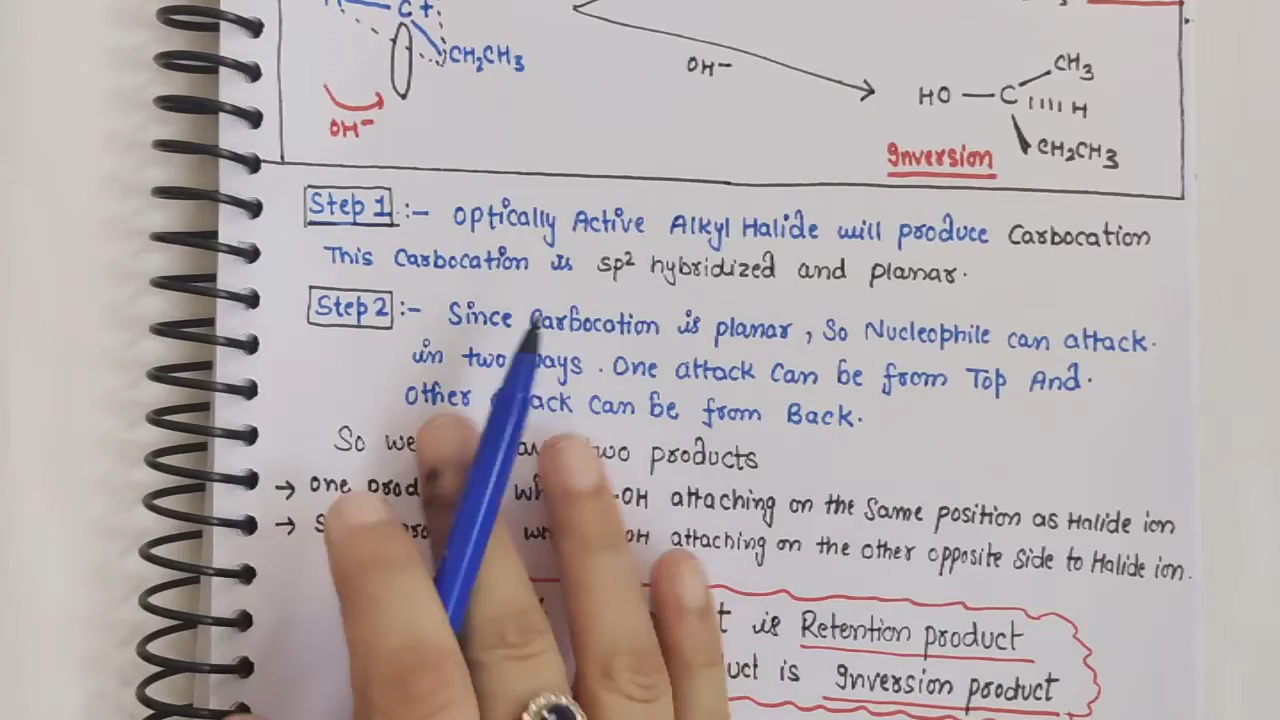 C+
CH2CH3
OH-
OH-
CH3
HO — C ıııı H
CH2CH3
Inversion
Step 1 :- Optically Active Alkyl Halide will produce Carbocation
This Carbocation is sp2 hybridized and planar.
Step 2 :- Since Carbocation is planar, So Nucleophile can attack.
in two ways. One attack can be from Top And.
Other can be from Back.
So we two products
→ One OH attaching on the same position as Halide ion
→ OH attaching on the other opposite side to Halide ion.
is Retention product
is Inversion product